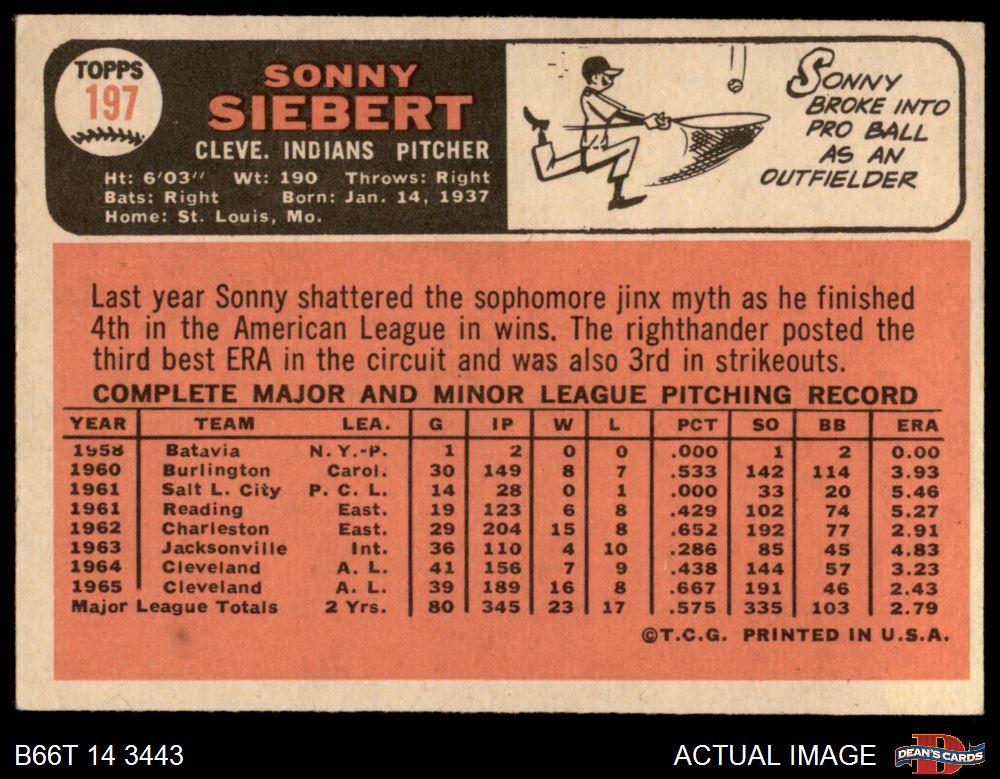 TOPPS
197
SONNY
SIEBERT
CLEVE. INDIANS PITCHER
Ht: 6'03" Wt: 190 Throws: Right
Bats: Right Born: Jan. 14, 1937
Home: St. Louis, Mo.
SONNY
BROKE INTO
PRO BALL
AS AN
OUTFIELDER
Last year Sonny shattered the sophomore jinx myth as he finished
4th in the American League in wins. The righthander posted the
third best ERA in the circuit and was also 3rd in strikeouts.
COMPLETE MAJOR AND MINOR LEAGUE PITCHING RECORD
YEAR TEAM LEA. G IP W L PCT SO BB ERA
1958 Batavia N.Y.-P. 1 2 0 0 .000 1 2 0.00
1960 Burlington Carol. 30 149 8 7 .533 142 114 3.93
1961 Salt L. City P. C. L. 14 28 0 1 .000 33 20 5.46
1961 Reading East. 19 123 6 8 .429 102 74 5.27
1962 Charleston East. 29 204 15 8 .652 192 77 2.91
1963 Jacksonville Int. 36 110 4 10 .286 85 45 4.83
1964 Cleveland A. L. 41 156 7 9 .438 144 57 3.23
1965 Cleveland A. L. 39 189 16 8 .667 191 46 2.43
Major League Totals 2 Yrs. 80 345 23 17 .575 335 103 2.79
©T.C.G. PRINTED IN U.S.A.
B66T 14 3443
ACTUAL IMAGE
DEAN'S CARDS